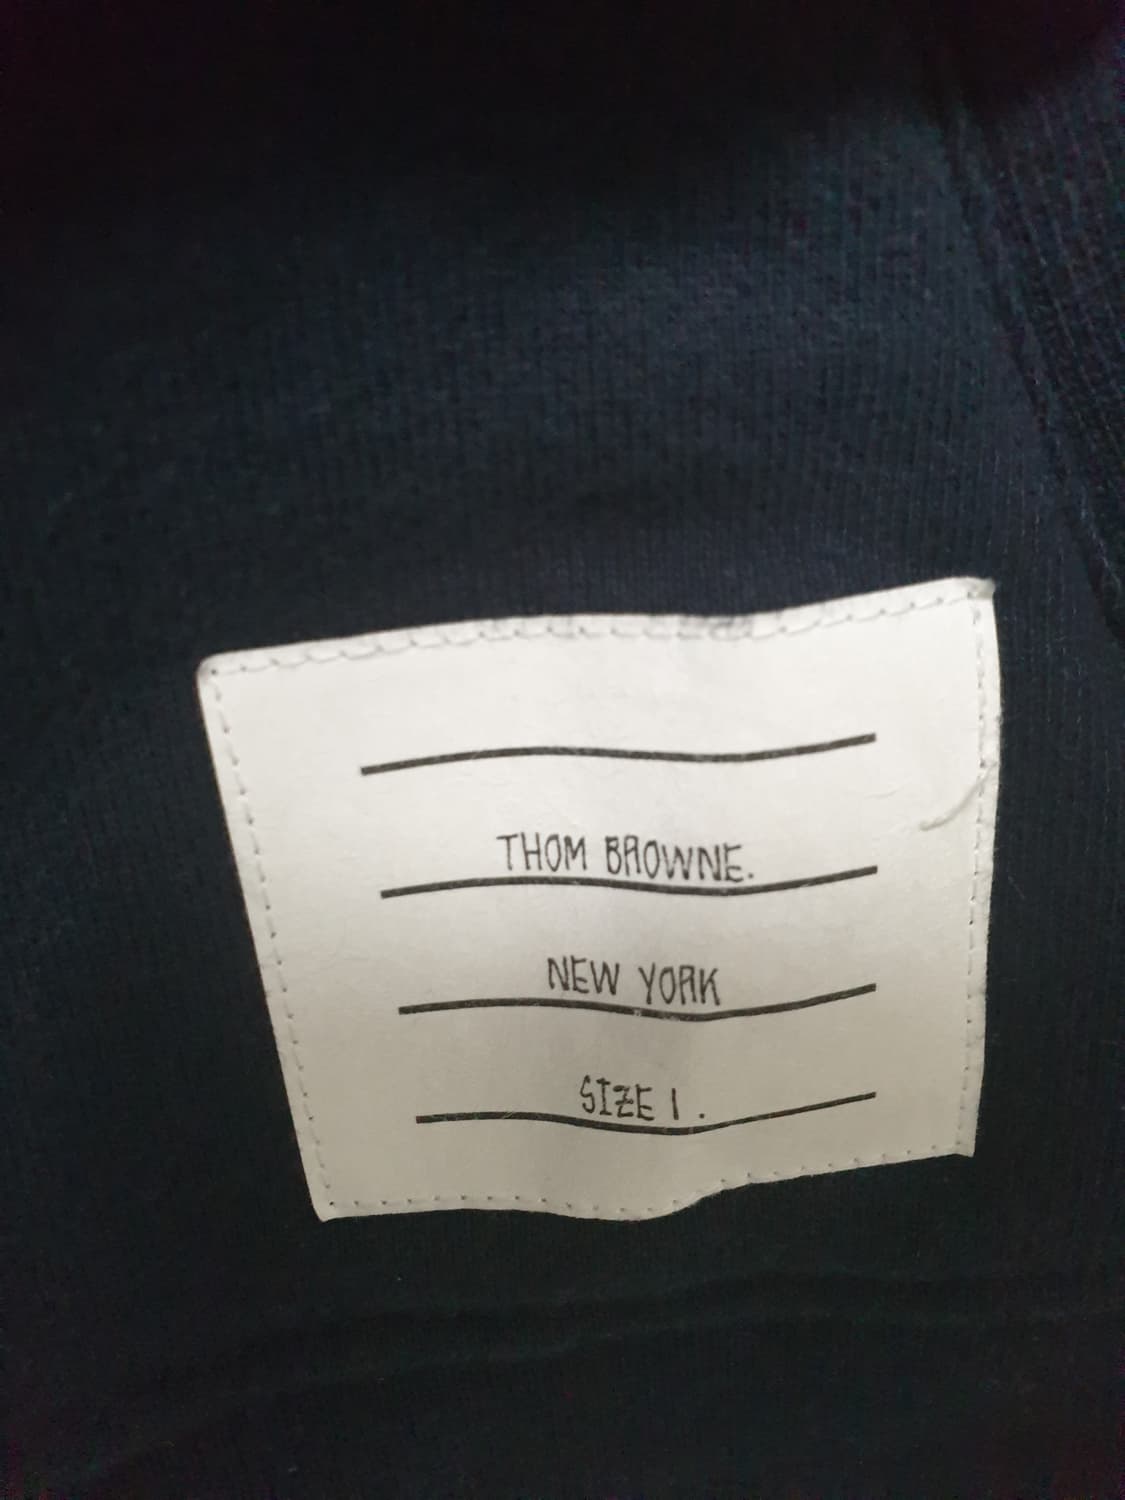 THOM BROWNE.
NEW YORK
SIZE 1.